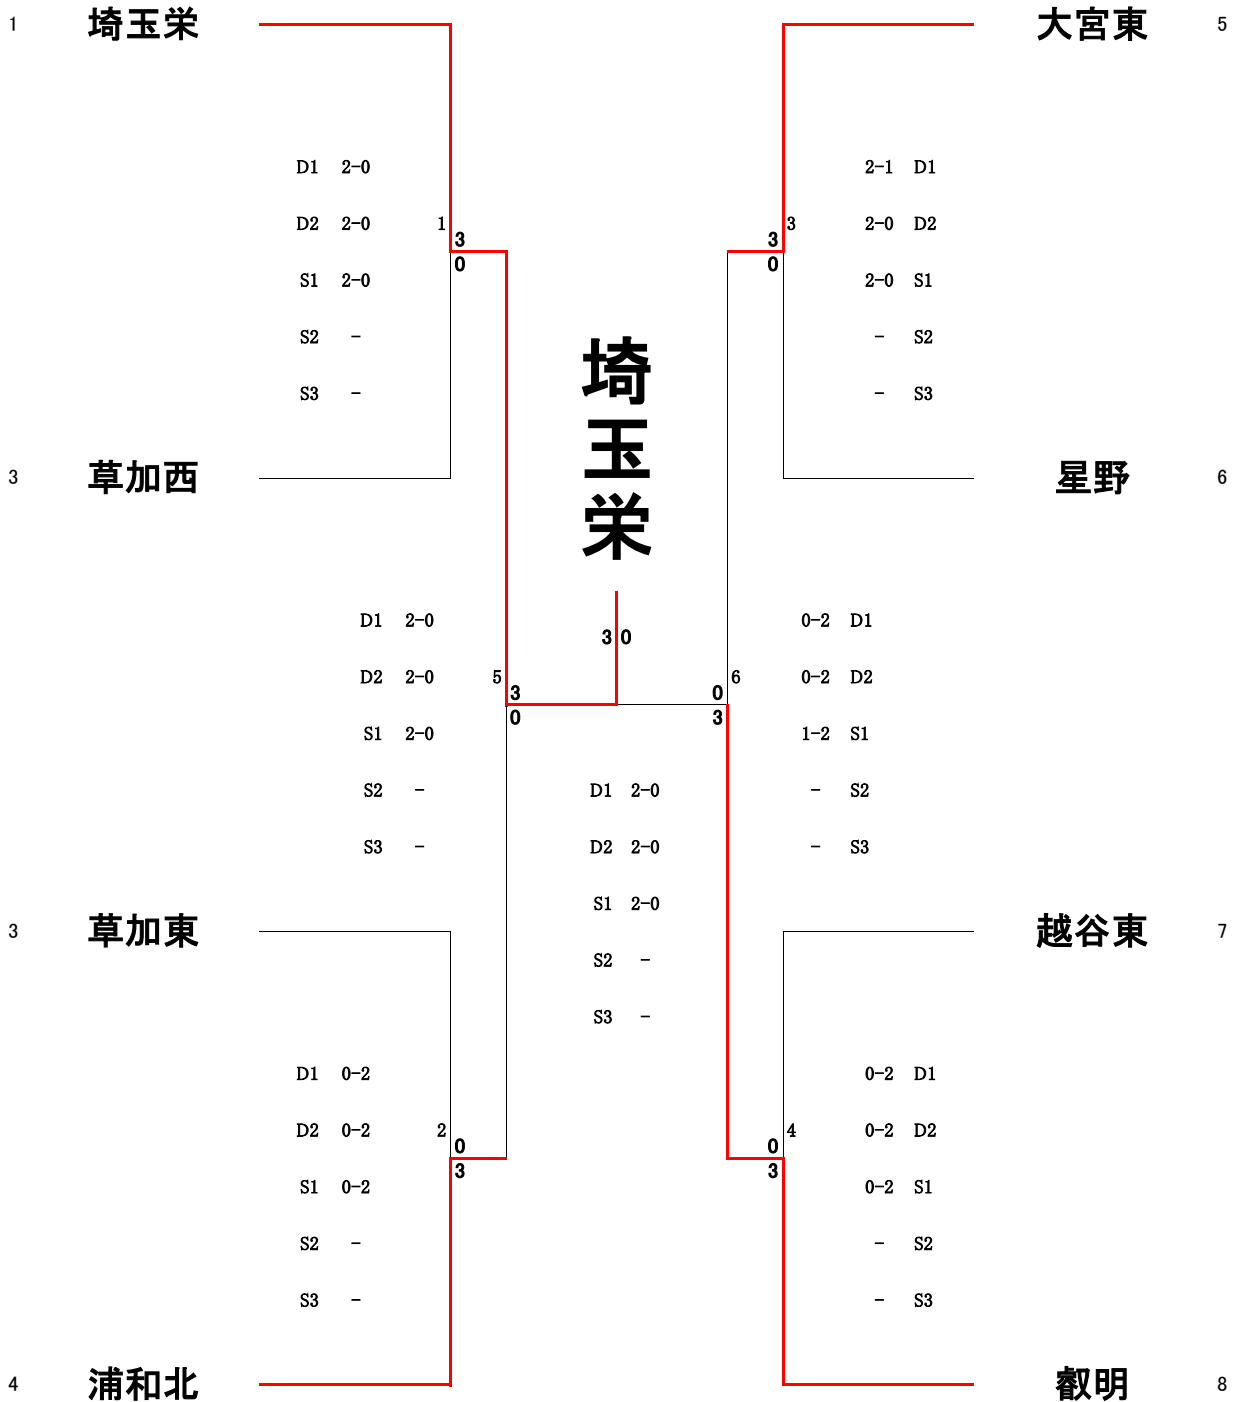 1 埼玉栄 大宮東 5
D1 2-0 2-1 D1
D2 2-0 1 3 2-0 D2
3 3
0 0
S1 2-0 2-0 S1
S2 - - S2
S3 - - S3
埼玉栄
3 草加西 星野 6
D1 2-0 0-2 D1
3 0
D2 2-0 5 6 0-2 D2
3 0
0 3
S1 2-0 1-2 S1
S2 - D1 2-0 - S2
S3 - D2 2-0 - S3
S1 2-0
3 草加東 越谷東 7
S2 -
S3 -
D1 0-2 0-2 D1
D2 0-2 2 4 0-2 D2
0 0
3 3
S1 0-2 0-2 S1
S2 - - S2
S3 - - S3
4 浦和北 叡明 8